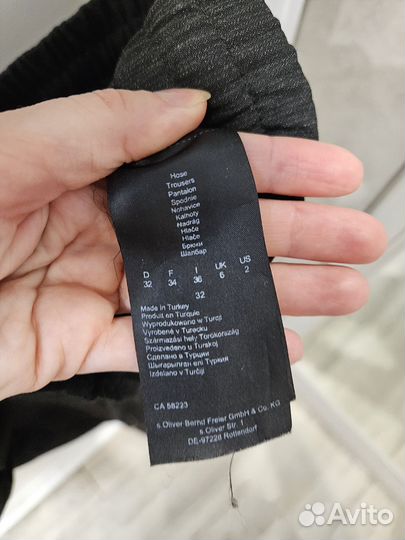 Hose
Trousers
Pantalon
Spodnie
Nohavice
Kalhoty
Nadrág
Hlače
Hlače
Брюки
Шалбар
D F I UK US
32 34 36 6 2
32
Made in Turkey
Produit en Turquie
Wyprodukowano w Turcji
Vyrobené v Turecku
Származási hely Törökország
Proizvedeno u Turskoj
Сделано в Турции
Шығарылған елі Түркия
Izdelano v Turčiji
CA 58223
s.Oliver Bernd Freier GmbH & Co. KG
s.Oliver Str. 1
DE-97228 Rottendorf
Avito